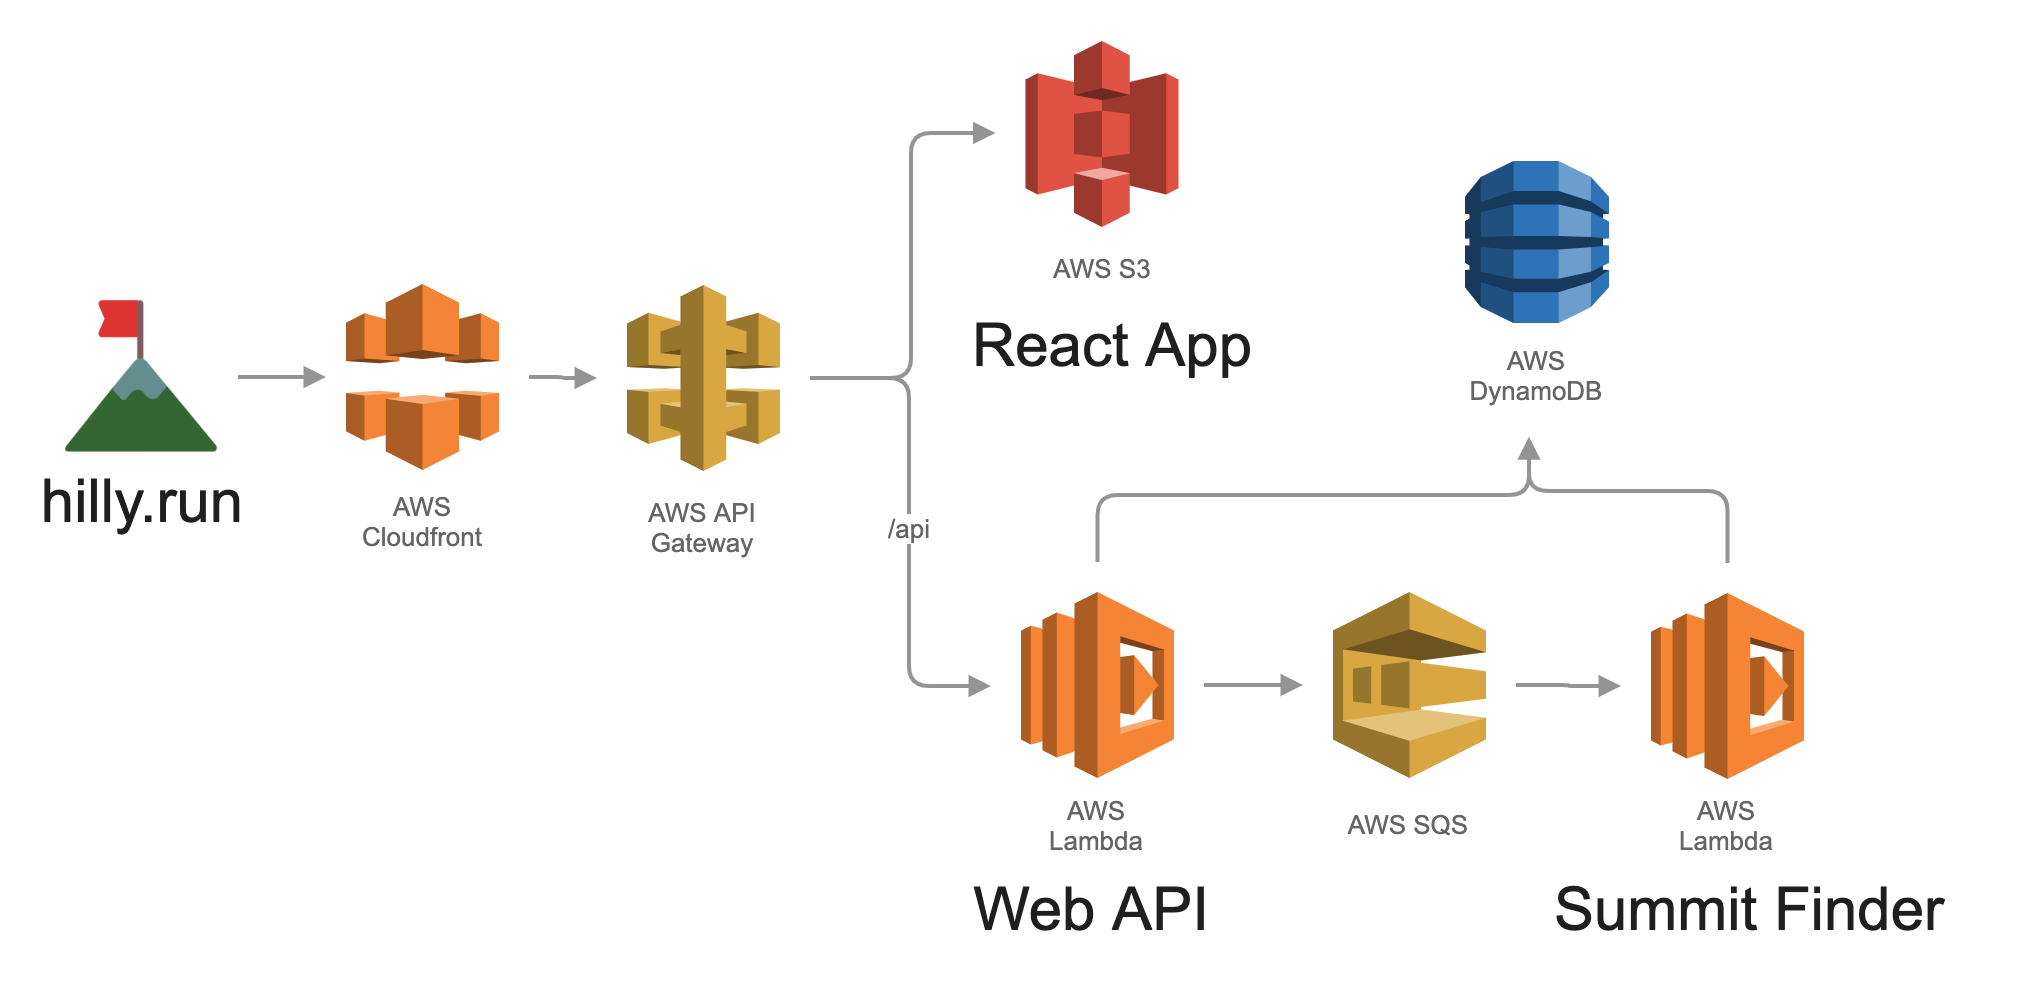 hilly.run
AWS
Cloudfront
AWS API
Gateway
/api
AWS S3
React App
AWS
DynamoDB
AWS
Lambda
Web API
AWS SQS
AWS
Lambda
Summit Finder